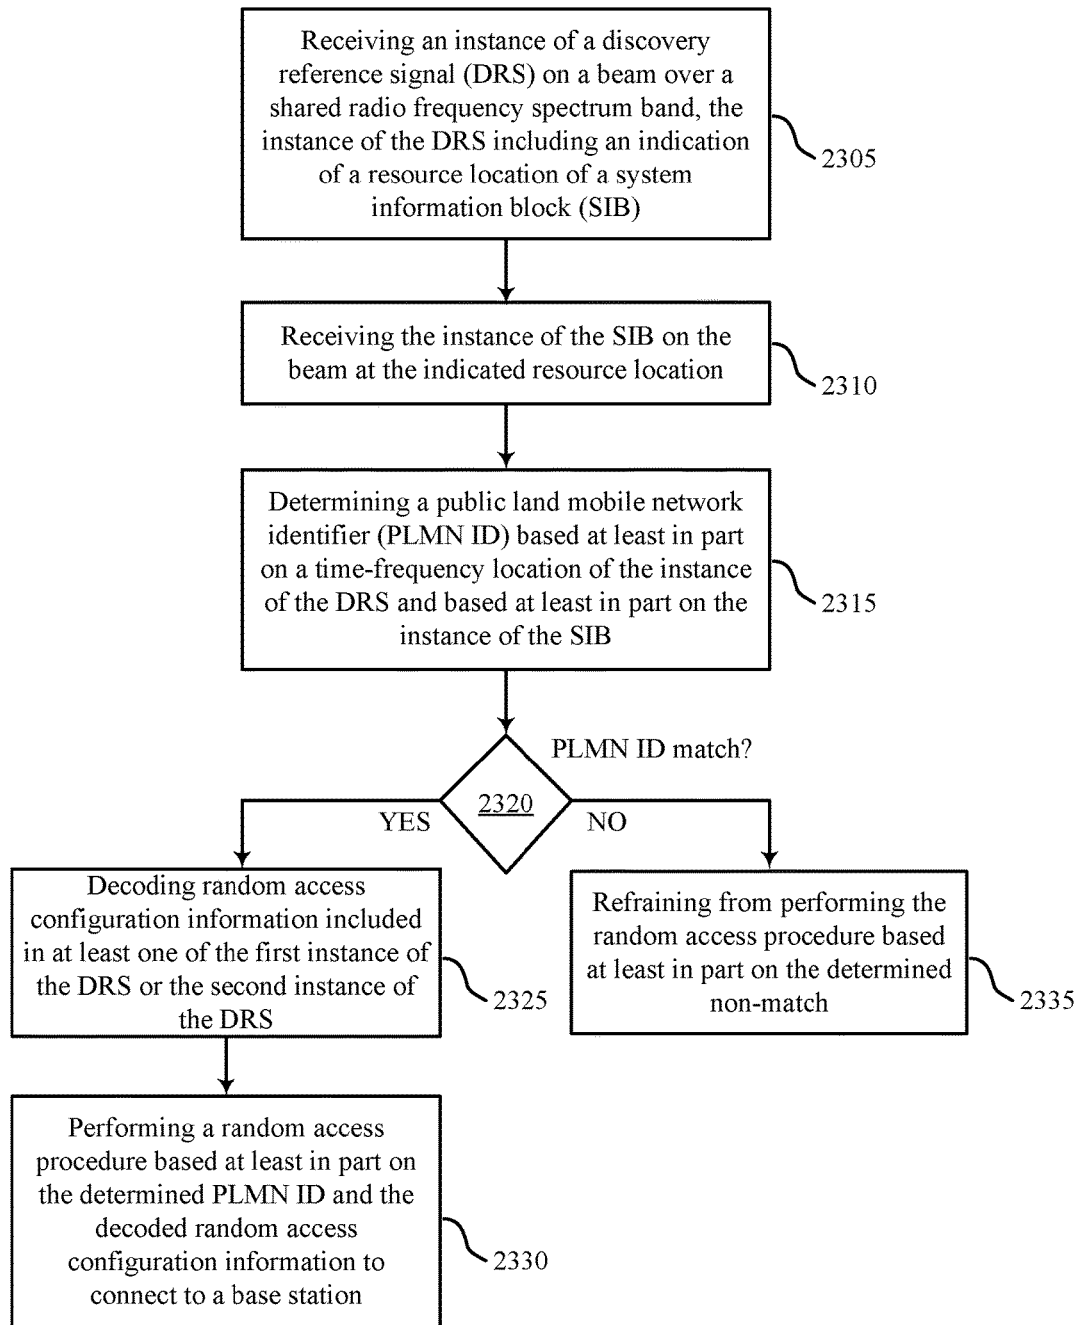 Receiving an instance of a discovery
reference signal (DRS) on a beam over a
shared radio frequency spectrum band, the
instance of the DRS including an indication
of a resource location of a system
information block (SIB)
2305
Receiving the instance of the SIB on the
beam at the indicated resource location
2310
Determining a public land mobile network
identifier (PLMN ID) based at least in part
on a time-frequency location of the instance
of the DRS and based at least in part on the
instance of the SIB
2315
PLMN ID match?
2320
YES
NO
Decoding random access
configuration information included
in at least one of the first instance of
the DRS or the second instance of
the DRS
2325
Refraining from performing the
random access procedure based
at least in part on the determined
non-match
2335
Performing a random access
procedure based at least in part on
the determined PLMN ID and the
decoded random access
configuration information to
connect to a base station
2330